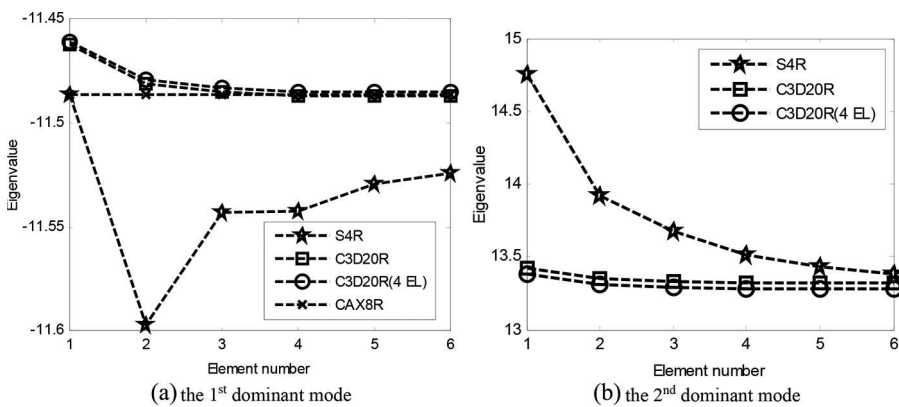 -11.45
-11.5
-11.55
-11.6
Eigenvalue
S4R
C3D20R
C3D20R(4 EL)
CAX8R
1 2 3 4 5 6
Element number
(a) the 1st dominant mode
15
14.5
14
13.5
13
Eigenvalue
S4R
C3D20R
C3D20R(4 EL)
1 2 3 4 5 6
Element number
(b) the 2nd dominant mode